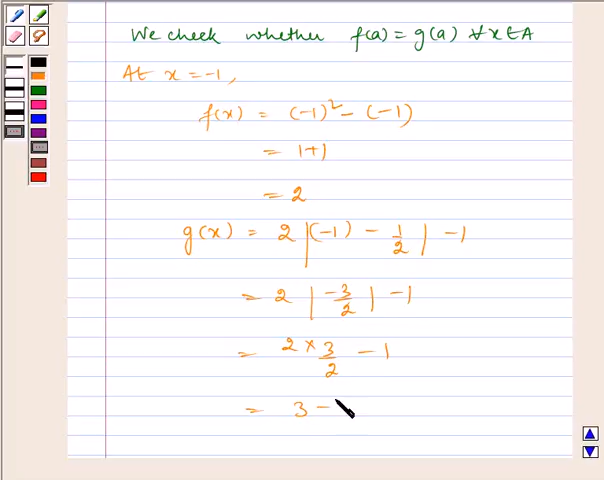 We check whether f(a) = g(a) ∀ x ∈ A
At x = -1,
f(x) = (-1)² - (-1)
= 1+1
= 2
g(x) = 2 |(-1) - 1/2| - 1
= 2 |-3/2| - 1
= 2 × 3/2 - 1
= 3 -